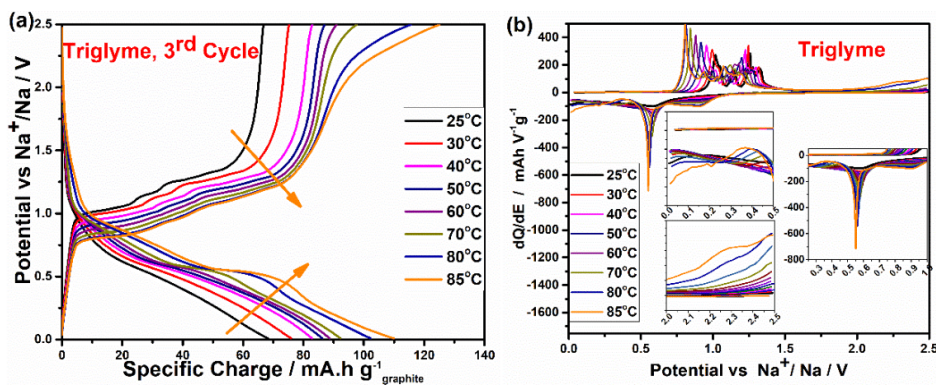 (a)
Triglyme, 3rd Cycle
Potential vs Na+/Na / V
2.5
2.0
1.5
1.0
0.5
0.0
25°C
30°C
40°C
50°C
60°C
70°C
80°C
85°C
0 20 40 60 80 100 120 140
Specific Charge / mA.h g-1 graphite
(b)
Triglyme
dQ/dE / mAh V-1g-1
400
200
0
-200
-400
-600
-800
-1000
-1200
-1400
-1600
25°C
30°C
40°C
50°C
60°C
70°C
80°C
85°C
0.0 0.1 0.2 0.3 0.4 0.5
2.0 2.1 2.2 2.3 2.4 2.5
0
-200
-400
-600
-800
0.3 0.4 0.5 0.6 0.7 0.8 0.9
0.0 0.5 1.0 1.5 2.0 2.5
Potential vs Na+/ Na / V